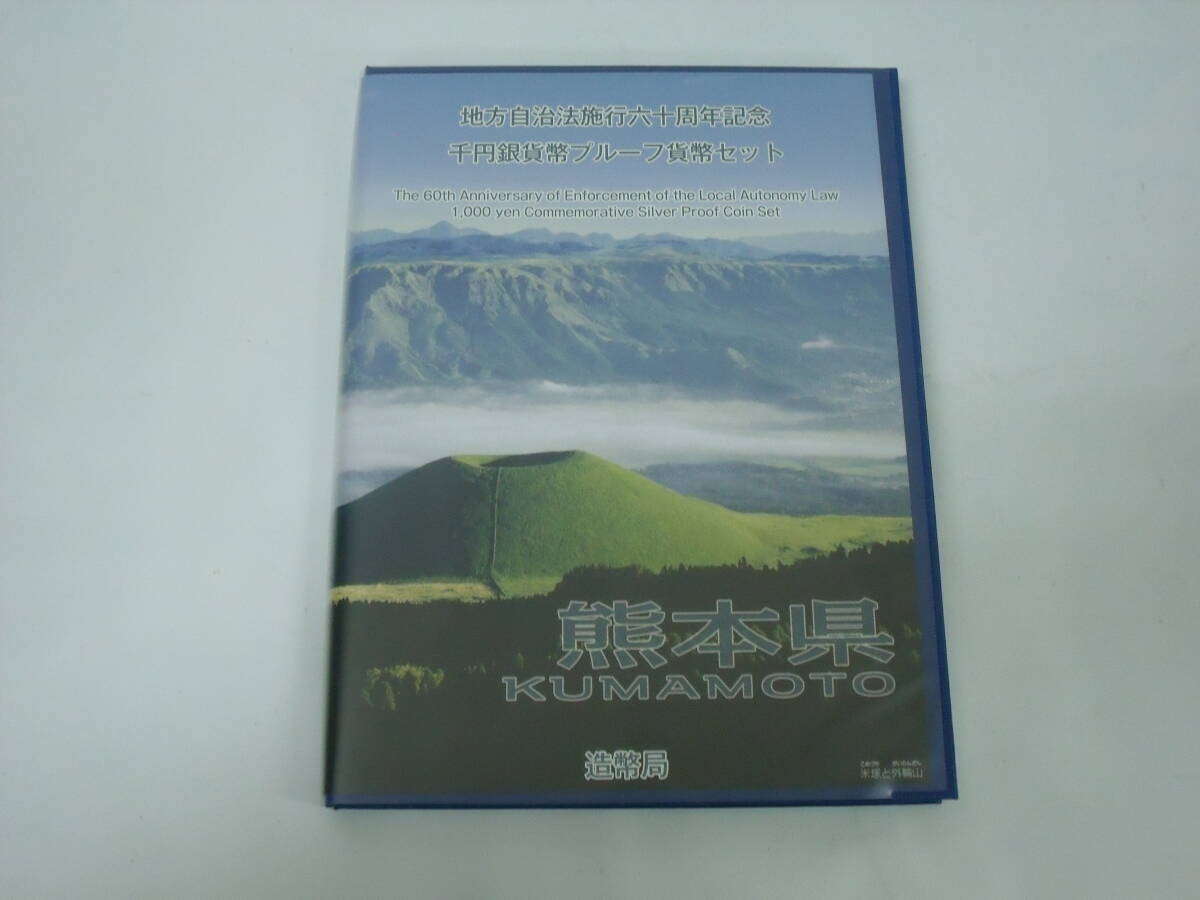 地方自治法施行六十周年記念
千円銀貨幣プルーフ貨幣セット
The 60th Anniversary of Enforcement of the Local Autonomy Law
1,000 yen Commemorative Silver Proof Coin Set
熊本県
KUMAMOTO
造幣局
こめづか がいりんざん
米塚と外輪山